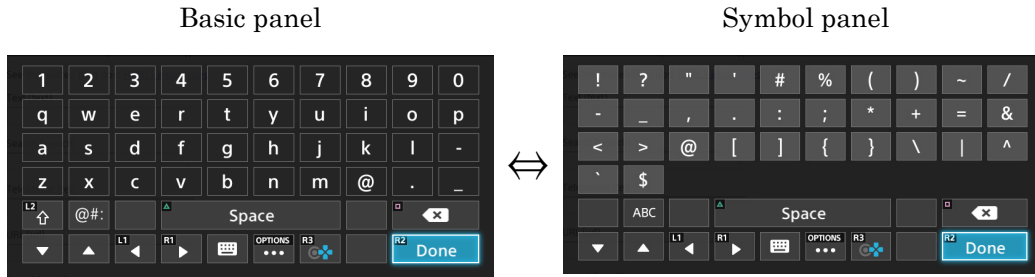 Basic panel
1 2 3 4 5 6 7 8 9 0
q w e r t y u i o p
a s d f g h j k l -
z x c v b n m @ . _
L2 @#: Space
L1 R1 OPTIONS R3 R2 Done
Symbol panel
! ? " ' # % ( ) ~ /
- _ , . : ; * + = &
< > @ [ ] { } \ | ^
` $
ABC Space
L1 R1 OPTIONS R3 R2 Done